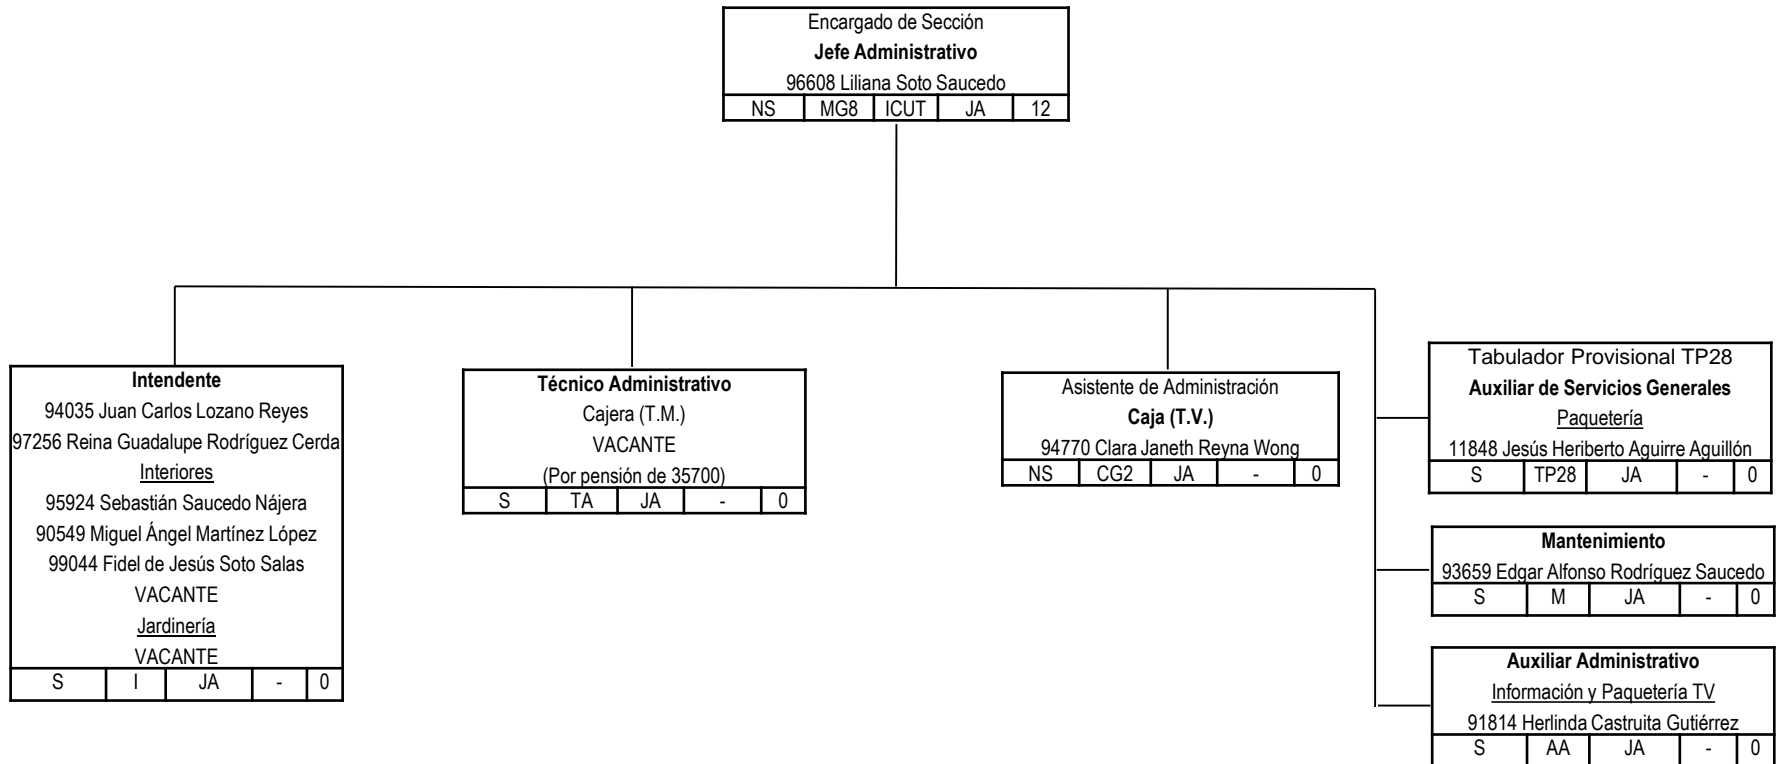 Encargado de Sección
Jefe Administrativo
96608 Liliana Soto Saucedo
NS MG8 ICUT JA 12
Intendente
94035 Juan Carlos Lozano Reyes
97256 Reina Guadalupe Rodríguez Cerda
Interiores
95924 Sebastián Saucedo Nájera
90549 Miguel Ángel Martínez López
99044 Fidel de Jesús Soto Salas
VACANTE
Jardinería
VACANTE
S I JA - 0
Técnico Administrativo
Cajera (T.M.)
VACANTE
(Por pensión de 35700)
S TA JA - 0
Asistente de Administración
Caja (T.V.)
94770 Clara Janeth Reyna Wong
NS CG2 JA - 0
Tabulador Provisional TP28
Auxiliar de Servicios Generales
Paquetería
11848 Jesús Heriberto Aguirre Aguillón
S TP28 JA - 0
Mantenimiento
93659 Edgar Alfonso Rodríguez Saucedo
S M JA - 0
Auxiliar Administrativo
Información y Paquetería TV
91814 Herlinda Castruita Gutiérrez
S AA JA - 0